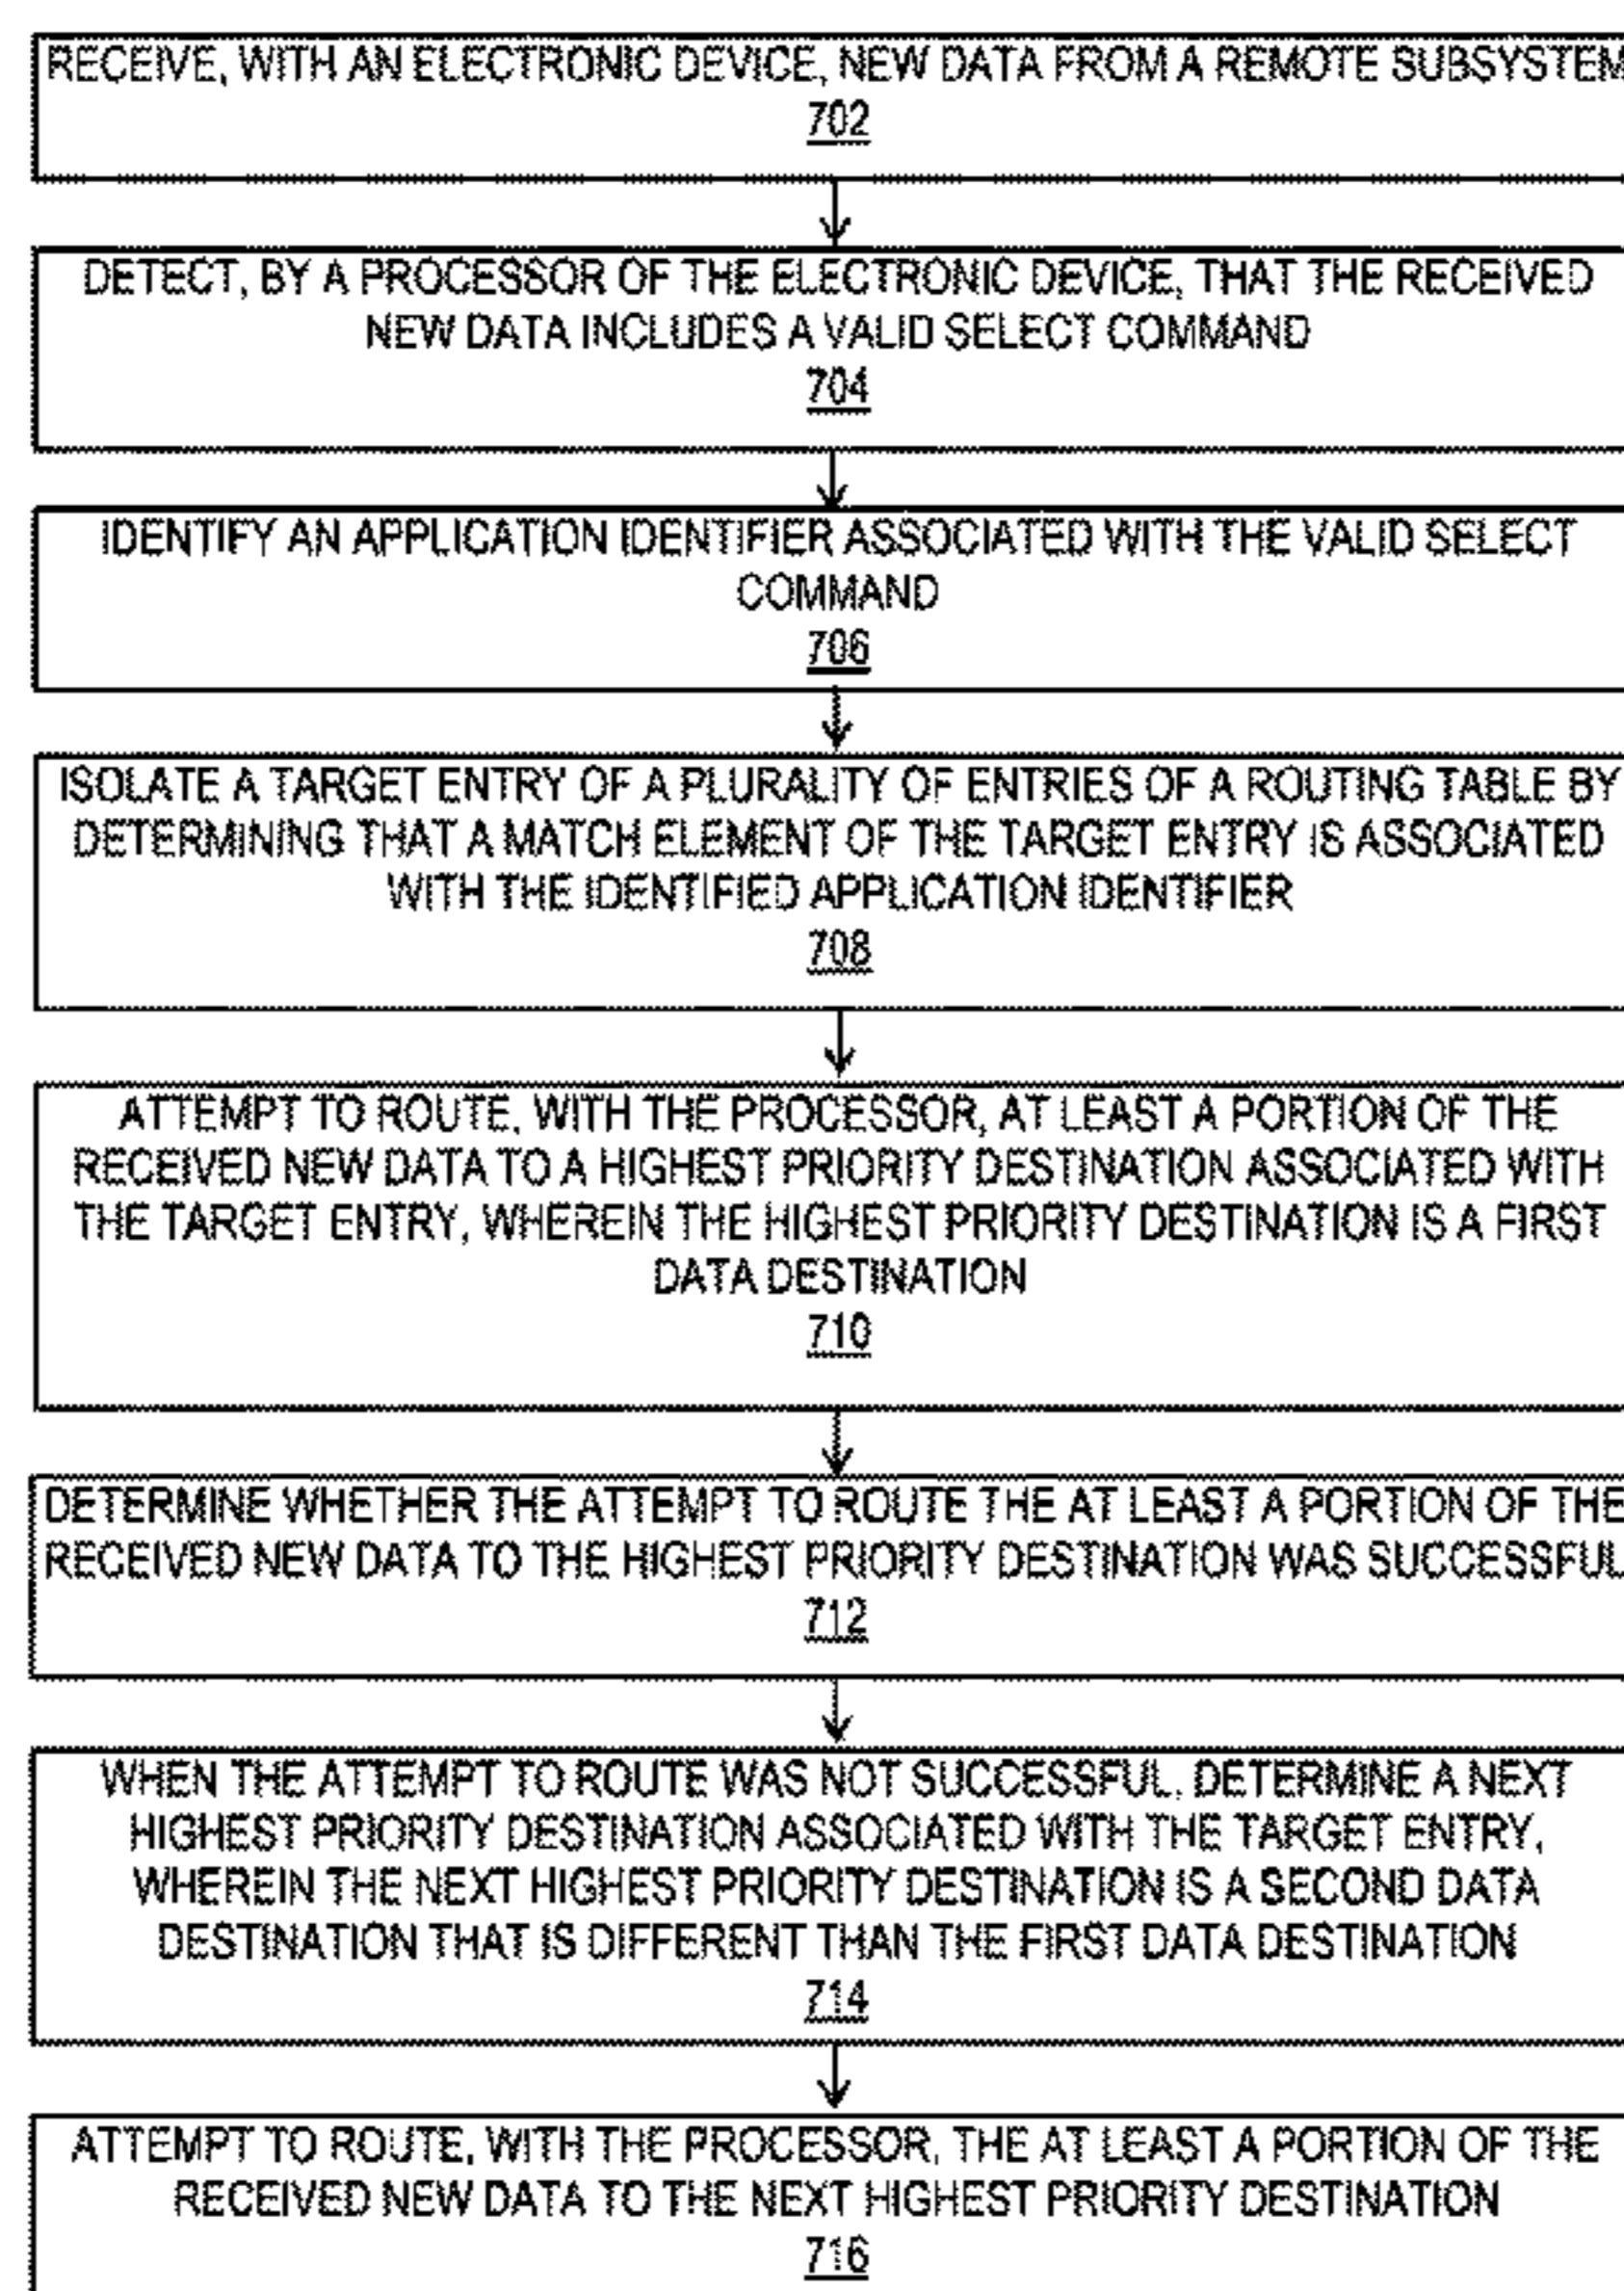 RECEIVE, WITH AN ELECTRONIC DEVICE, NEW DATA FROM A REMOTE SUBSYSTEM
702
DETECT, BY A PROCESSOR OF THE ELECTRONIC DEVICE, THAT THE RECEIVED
NEW DATA INCLUDES A VALID SELECT COMMAND
704
IDENTIFY AN APPLICATION IDENTIFIER ASSOCIATED WITH THE VALID SELECT
COMMAND
706
ISOLATE A TARGET ENTRY OF A PLURALITY OF ENTRIES OF A ROUTING TABLE BY
DETERMINING THAT A MATCH ELEMENT OF THE TARGET ENTRY IS ASSOCIATED
WITH THE IDENTIFIED APPLICATION IDENTIFIER
708
ATTEMPT TO ROUTE, WITH THE PROCESSOR, AT LEAST A PORTION OF THE
RECEIVED NEW DATA TO A HIGHEST PRIORITY DESTINATION ASSOCIATED WITH
THE TARGET ENTRY, WHEREIN THE HIGHEST PRIORITY DESTINATION IS A FIRST
DATA DESTINATION
710
DETERMINE WHETHER THE ATTEMPT TO ROUTE THE AT LEAST A PORTION OF THE
RECEIVED NEW DATA TO THE HIGHEST PRIORITY DESTINATION WAS SUCCESSFUL
712
WHEN THE ATTEMPT TO ROUTE WAS NOT SUCCESSFUL, DETERMINE A NEXT
HIGHEST PRIORITY DESTINATION ASSOCIATED WITH THE TARGET ENTRY,
WHEREIN THE NEXT HIGHEST PRIORITY DESTINATION IS A SECOND DATA
DESTINATION THAT IS DIFFERENT THAN THE FIRST DATA DESTINATION
714
ATTEMPT TO ROUTE, WITH THE PROCESSOR, THE AT LEAST A PORTION OF THE
RECEIVED NEW DATA TO THE NEXT HIGHEST PRIORITY DESTINATION
716